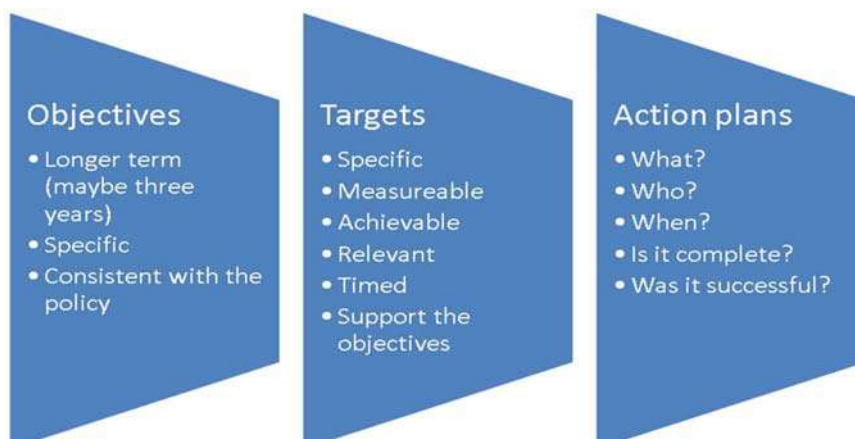 Objectives
• Longer term
(maybe three
years)
• Specific
• Consistent with the
policy
Targets
• Specific
• Measureable
• Achievable
• Relevant
• Timed
• Support the
objectives
Action plans
• What?
• Who?
• When?
• Is it complete?
• Was it successful?